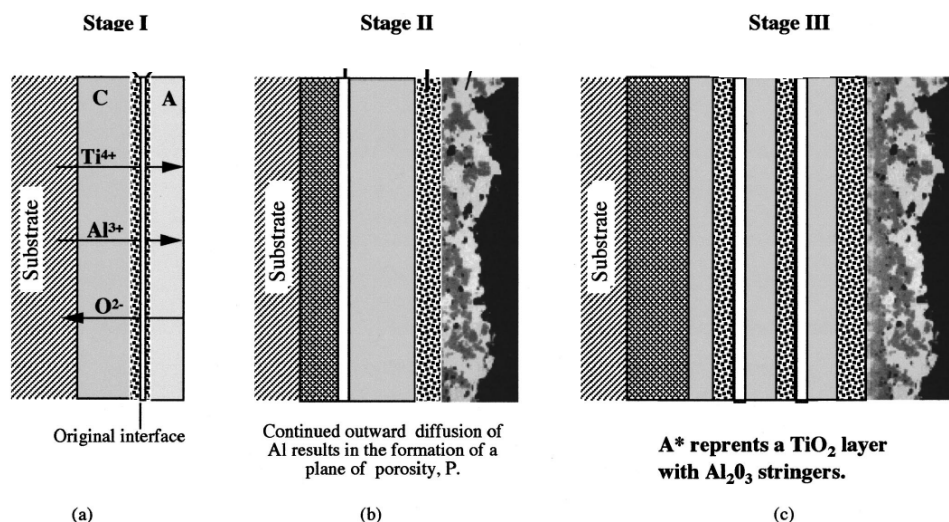 Stage I
Stage II
Stage III
C
A
Ti4+
Al3+
O2-
Substrate
Substrate
Substrate
Original interface
Continued outward diffusion of
Al results in the formation of a
plane of porosity, P.
A* reprents a TiO2 layer
with Al203 stringers.
(a)
(b)
(c)